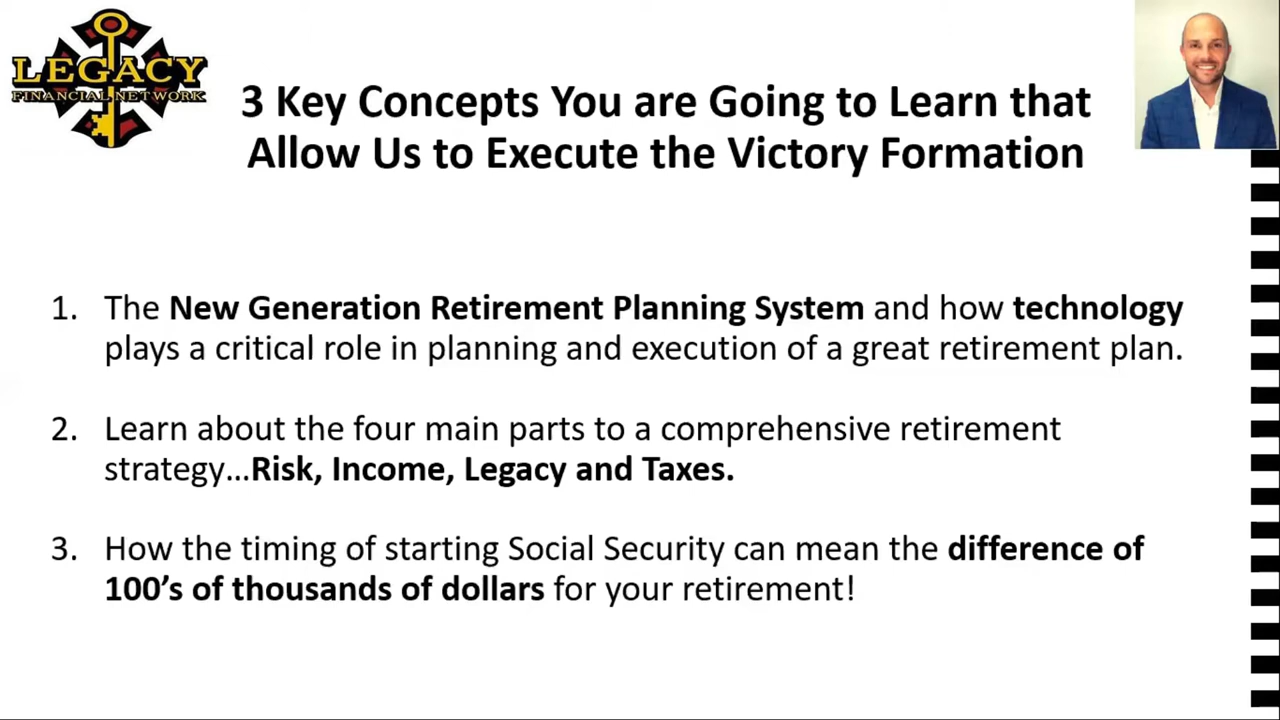 LEGACY
FINANCIAL NETWORK
3 Key Concepts You are Going to Learn that
Allow Us to Execute the Victory Formation
1. The New Generation Retirement Planning System and how technology
plays a critical role in planning and execution of a great retirement plan.
2. Learn about the four main parts to a comprehensive retirement
strategy...Risk, Income, Legacy and Taxes.
3. How the timing of starting Social Security can mean the difference of
100’s of thousands of dollars for your retirement!